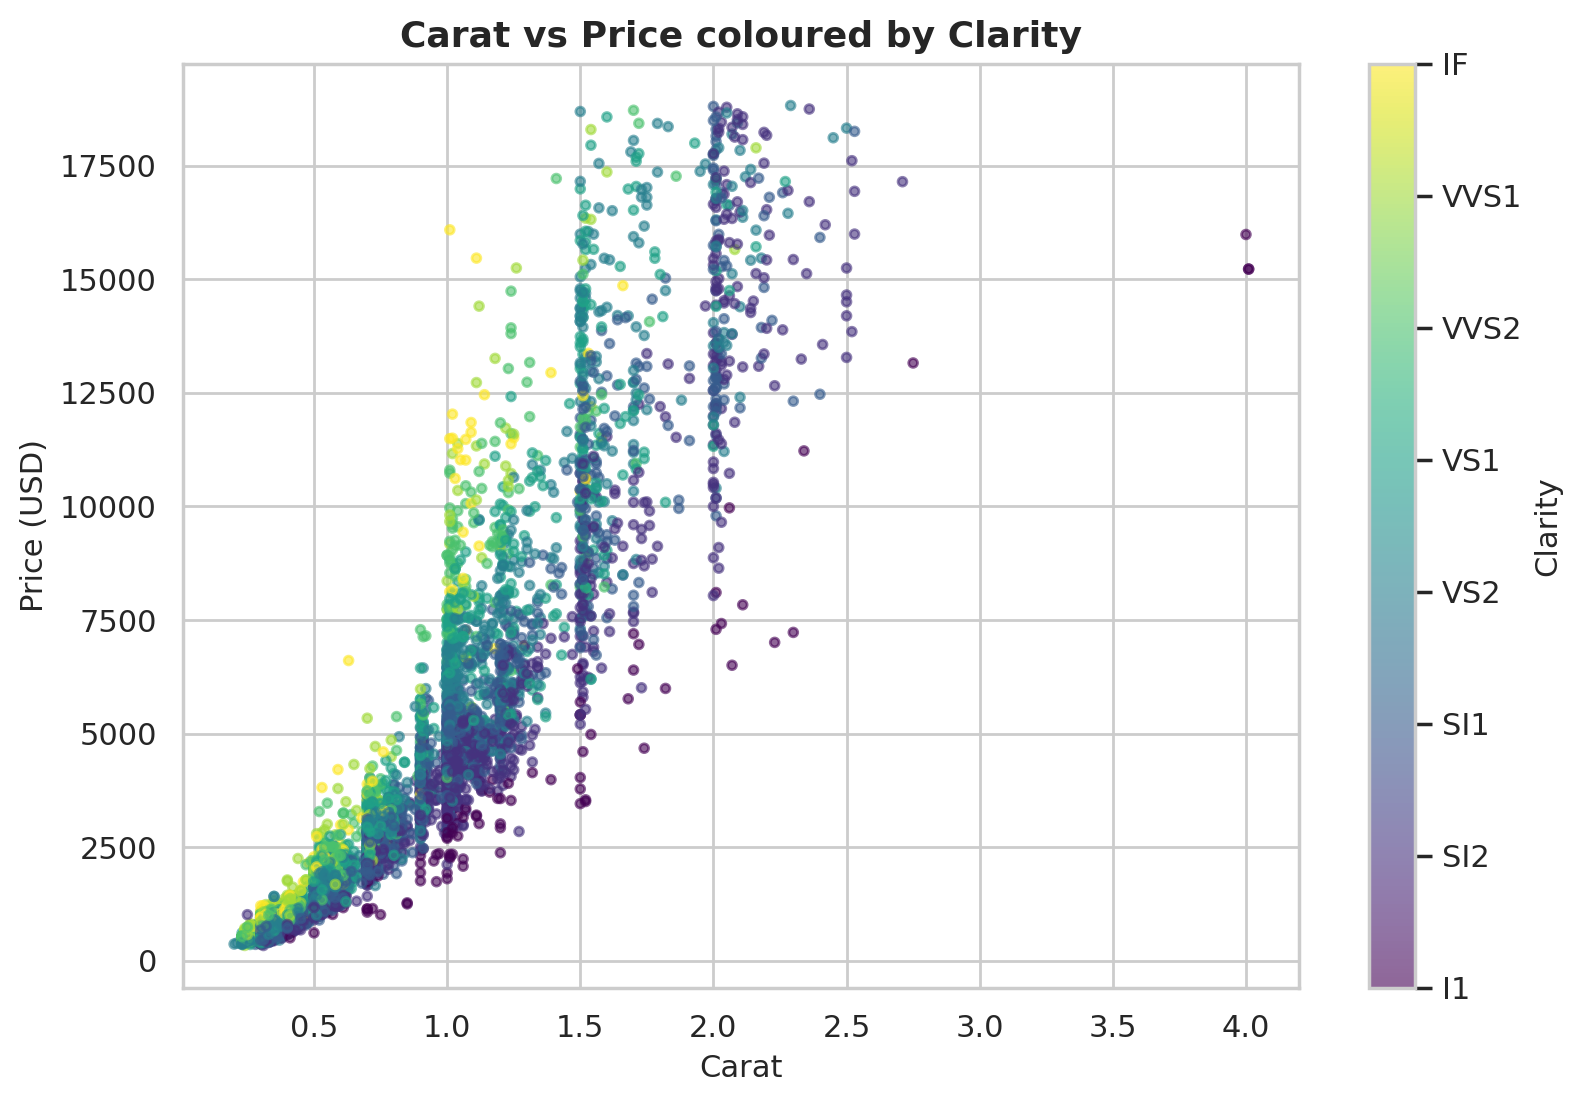 Carat vs Price coloured by Clarity
Price (USD)
17500
15000
12500
10000
7500
5000
2500
0
0.5 1.0 1.5 2.0 2.5 3.0 3.5 4.0
Carat
IF
VVS1
VVS2
VS1
VS2
SI1
SI2
I1
Clarity